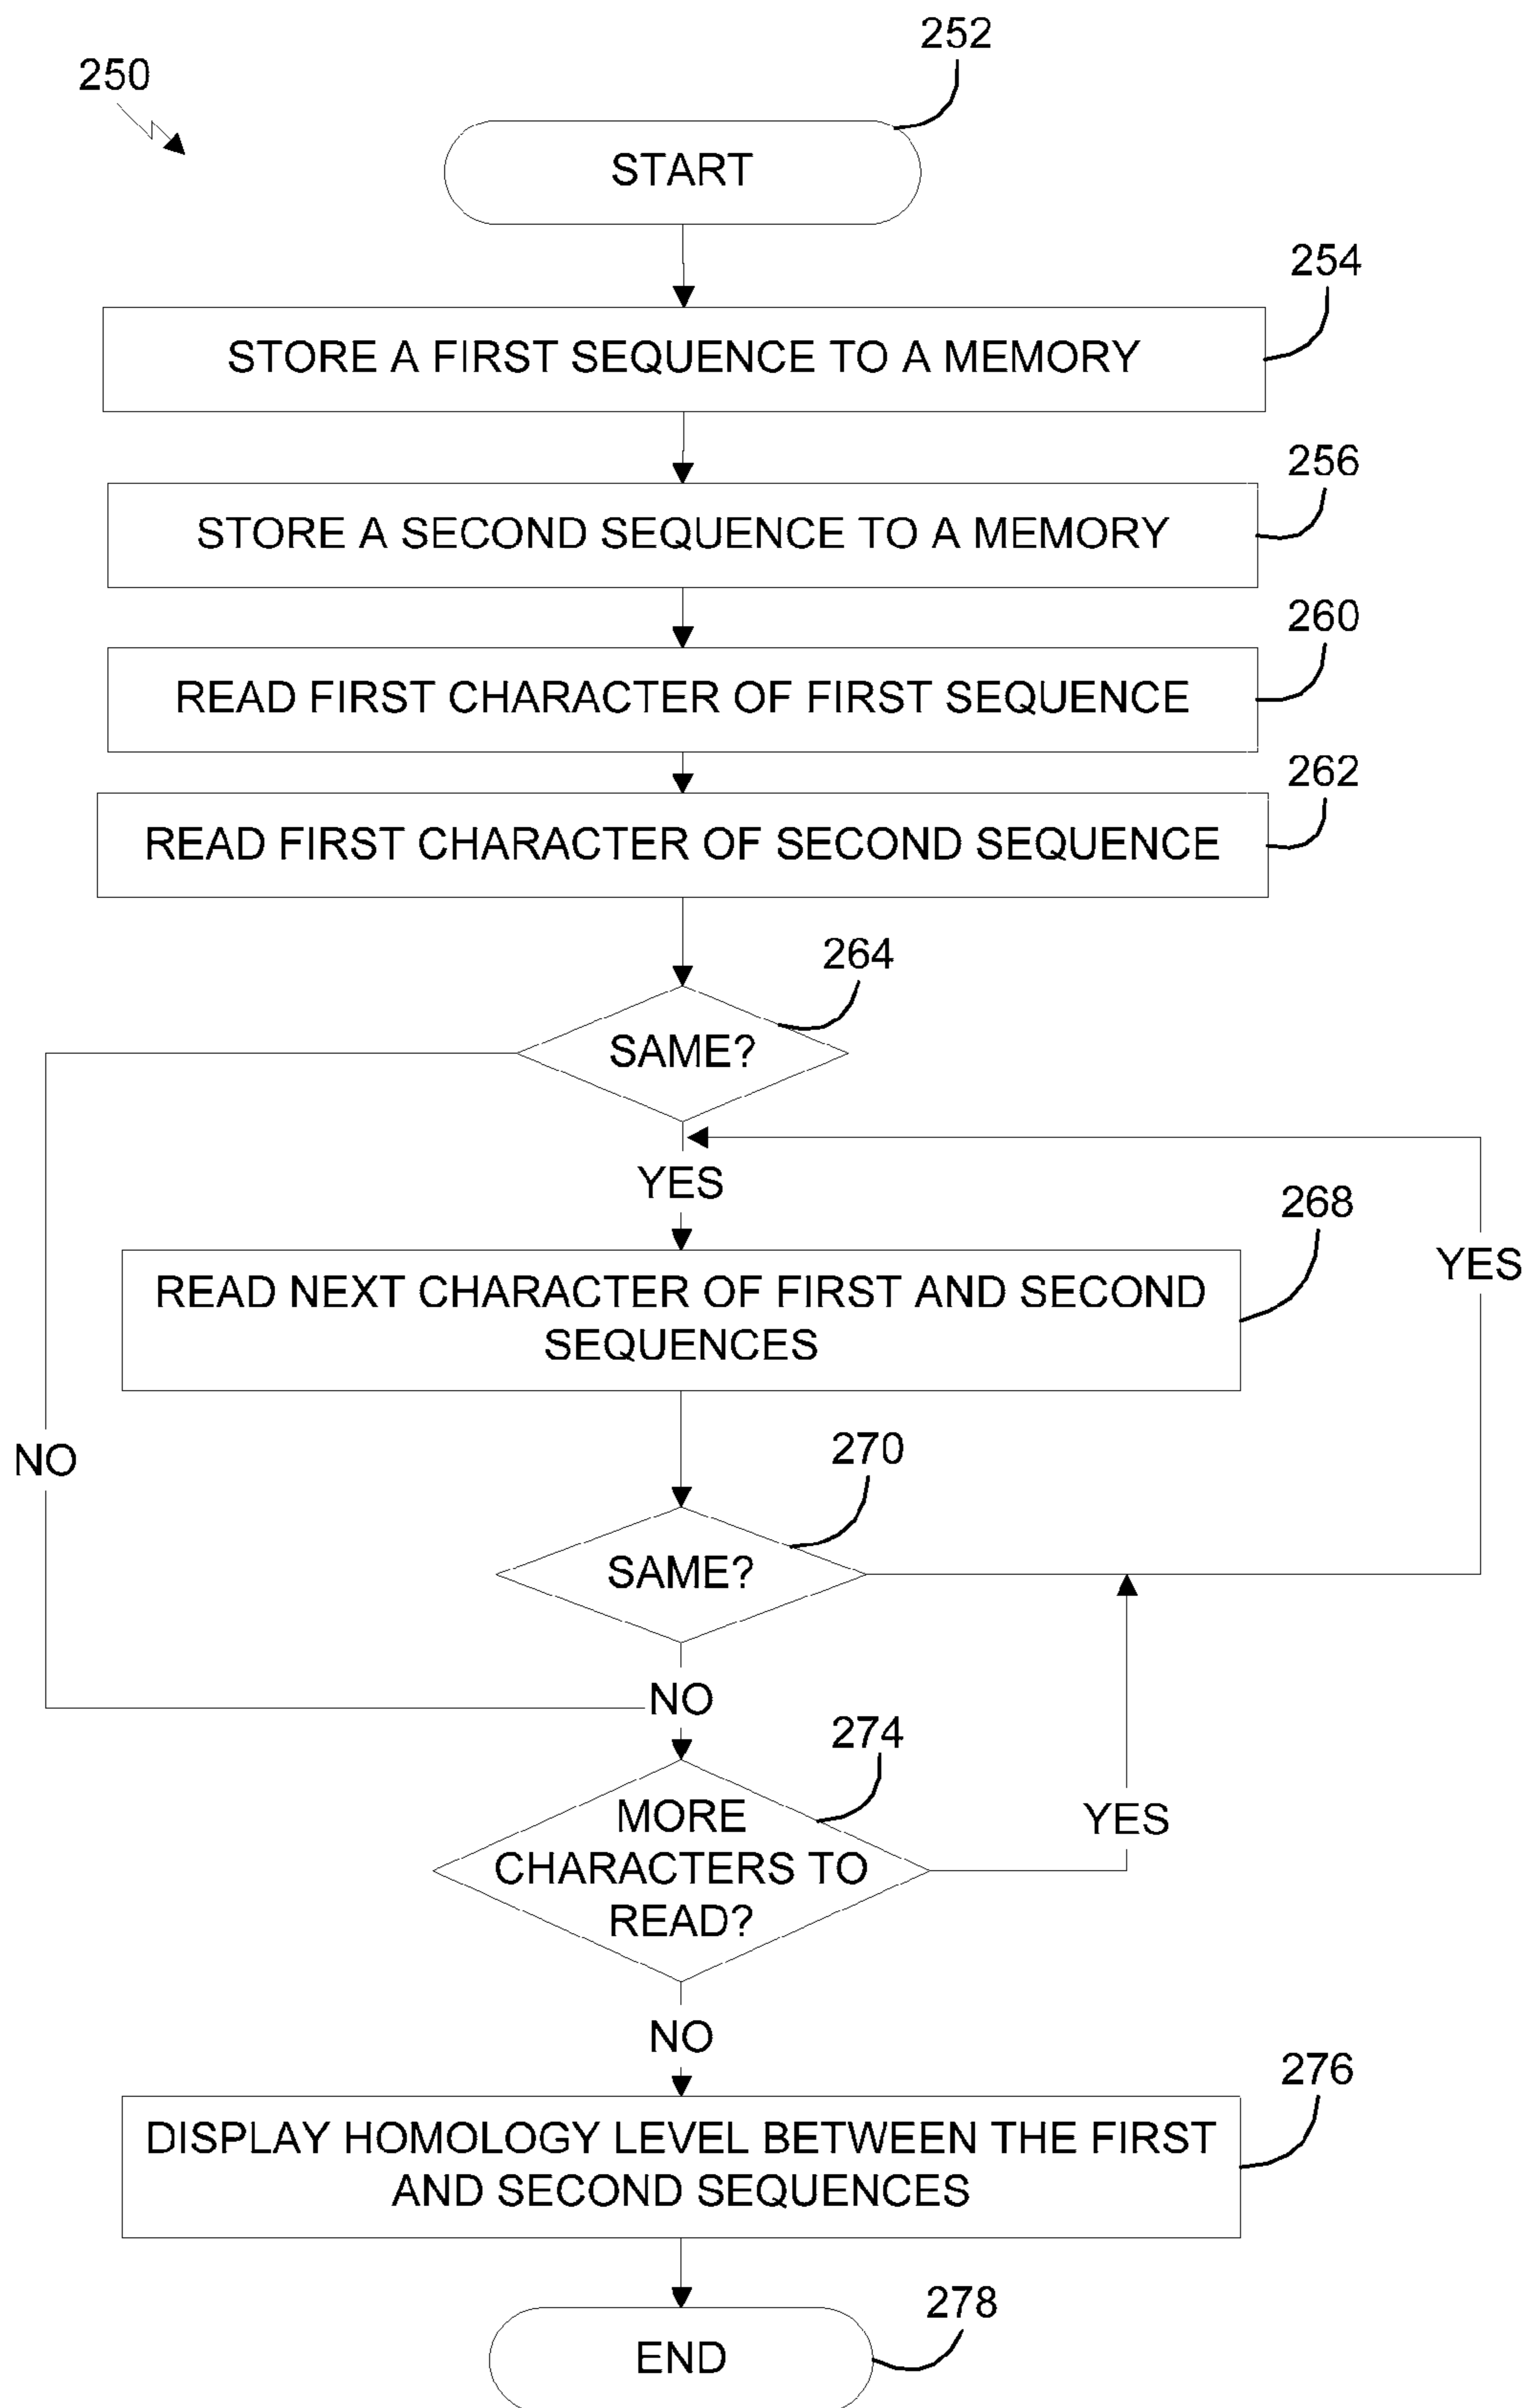 252
250
START
254
STORE A FIRST SEQUENCE TO A MEMORY
256
STORE A SECOND SEQUENCE TO A MEMORY
260
READ FIRST CHARACTER OF FIRST SEQUENCE
262
READ FIRST CHARACTER OF SECOND SEQUENCE
264
SAME?
YES
268
YES
READ NEXT CHARACTER OF FIRST AND SECOND
SEQUENCES
NO
270
SAME?
NO
274
MORE
CHARACTERS TO
READ?
YES
NO
276
DISPLAY HOMOLOGY LEVEL BETWEEN THE FIRST
AND SECOND SEQUENCES
278
END